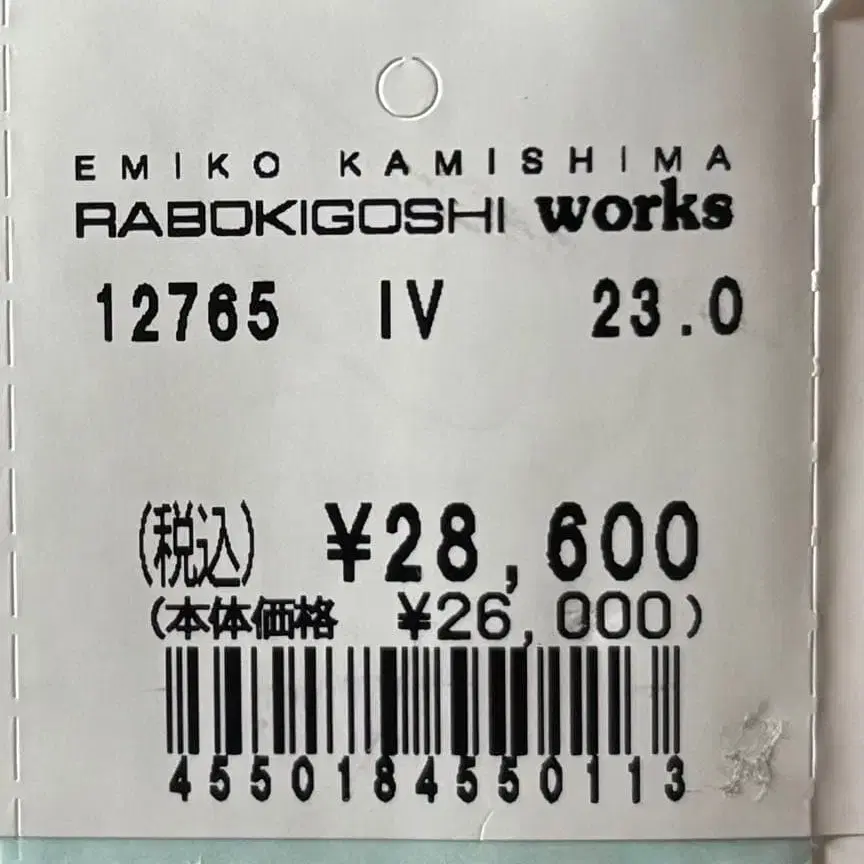 EMIKO KAMISHIMA
RABOKIGOSHI works
12765 IV 23.0
(税込) ¥28,600
(本体価格 ¥26,000)
4550184550113